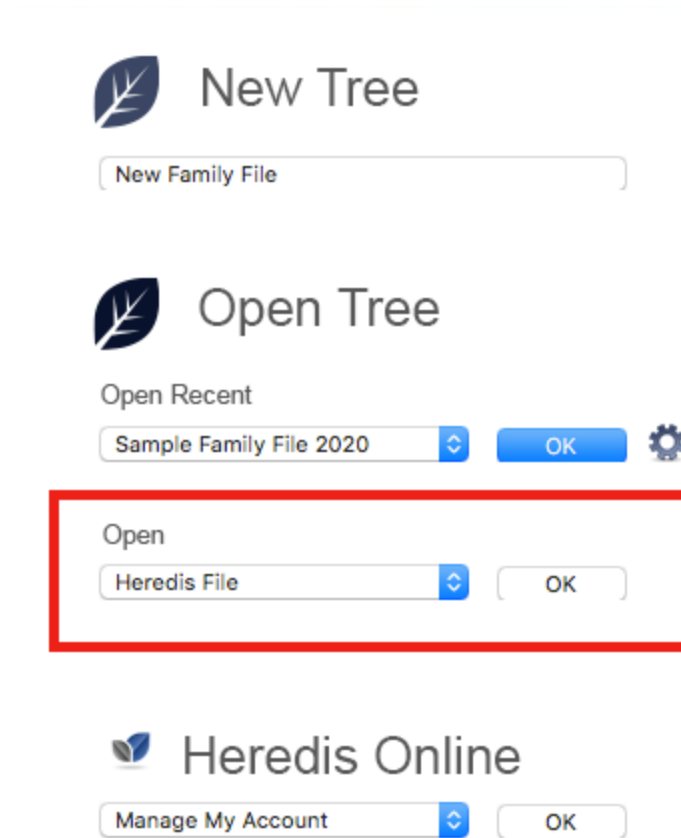 New Tree
New Family File
Open Tree
Open Recent
Sample Family File 2020 OK
Open
Heredis File OK
Heredis Online
Manage My Account OK